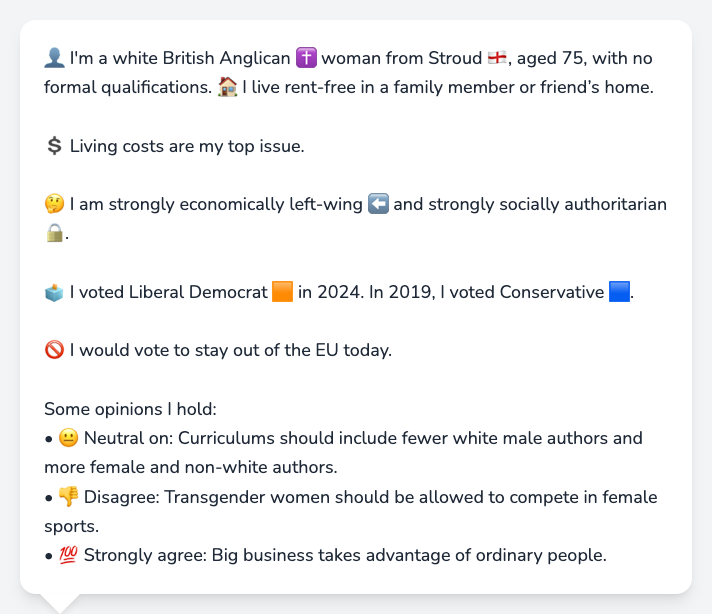 👤 I'm a white British Anglican ✝️ woman from Stroud 🏴󠁧󠁢󠁥󠁮󠁧󠁿, aged 75, with no
formal qualifications. 🏠 I live rent-free in a family member or friend’s home.
💲 Living costs are my top issue.
🤔 I am strongly economically left-wing ⬅️ and strongly socially authoritarian
🔒.
🗳️ I voted Liberal Democrat 🟧 in 2024. In 2019, I voted Conservative 🟦.
🚫 I would vote to stay out of the EU today.
Some opinions I hold:
• 😐 Neutral on: Curriculums should include fewer white male authors and
more female and non-white authors.
• 👎 Disagree: Transgender women should be allowed to compete in female
sports.
• 💯 Strongly agree: Big business takes advantage of ordinary people.